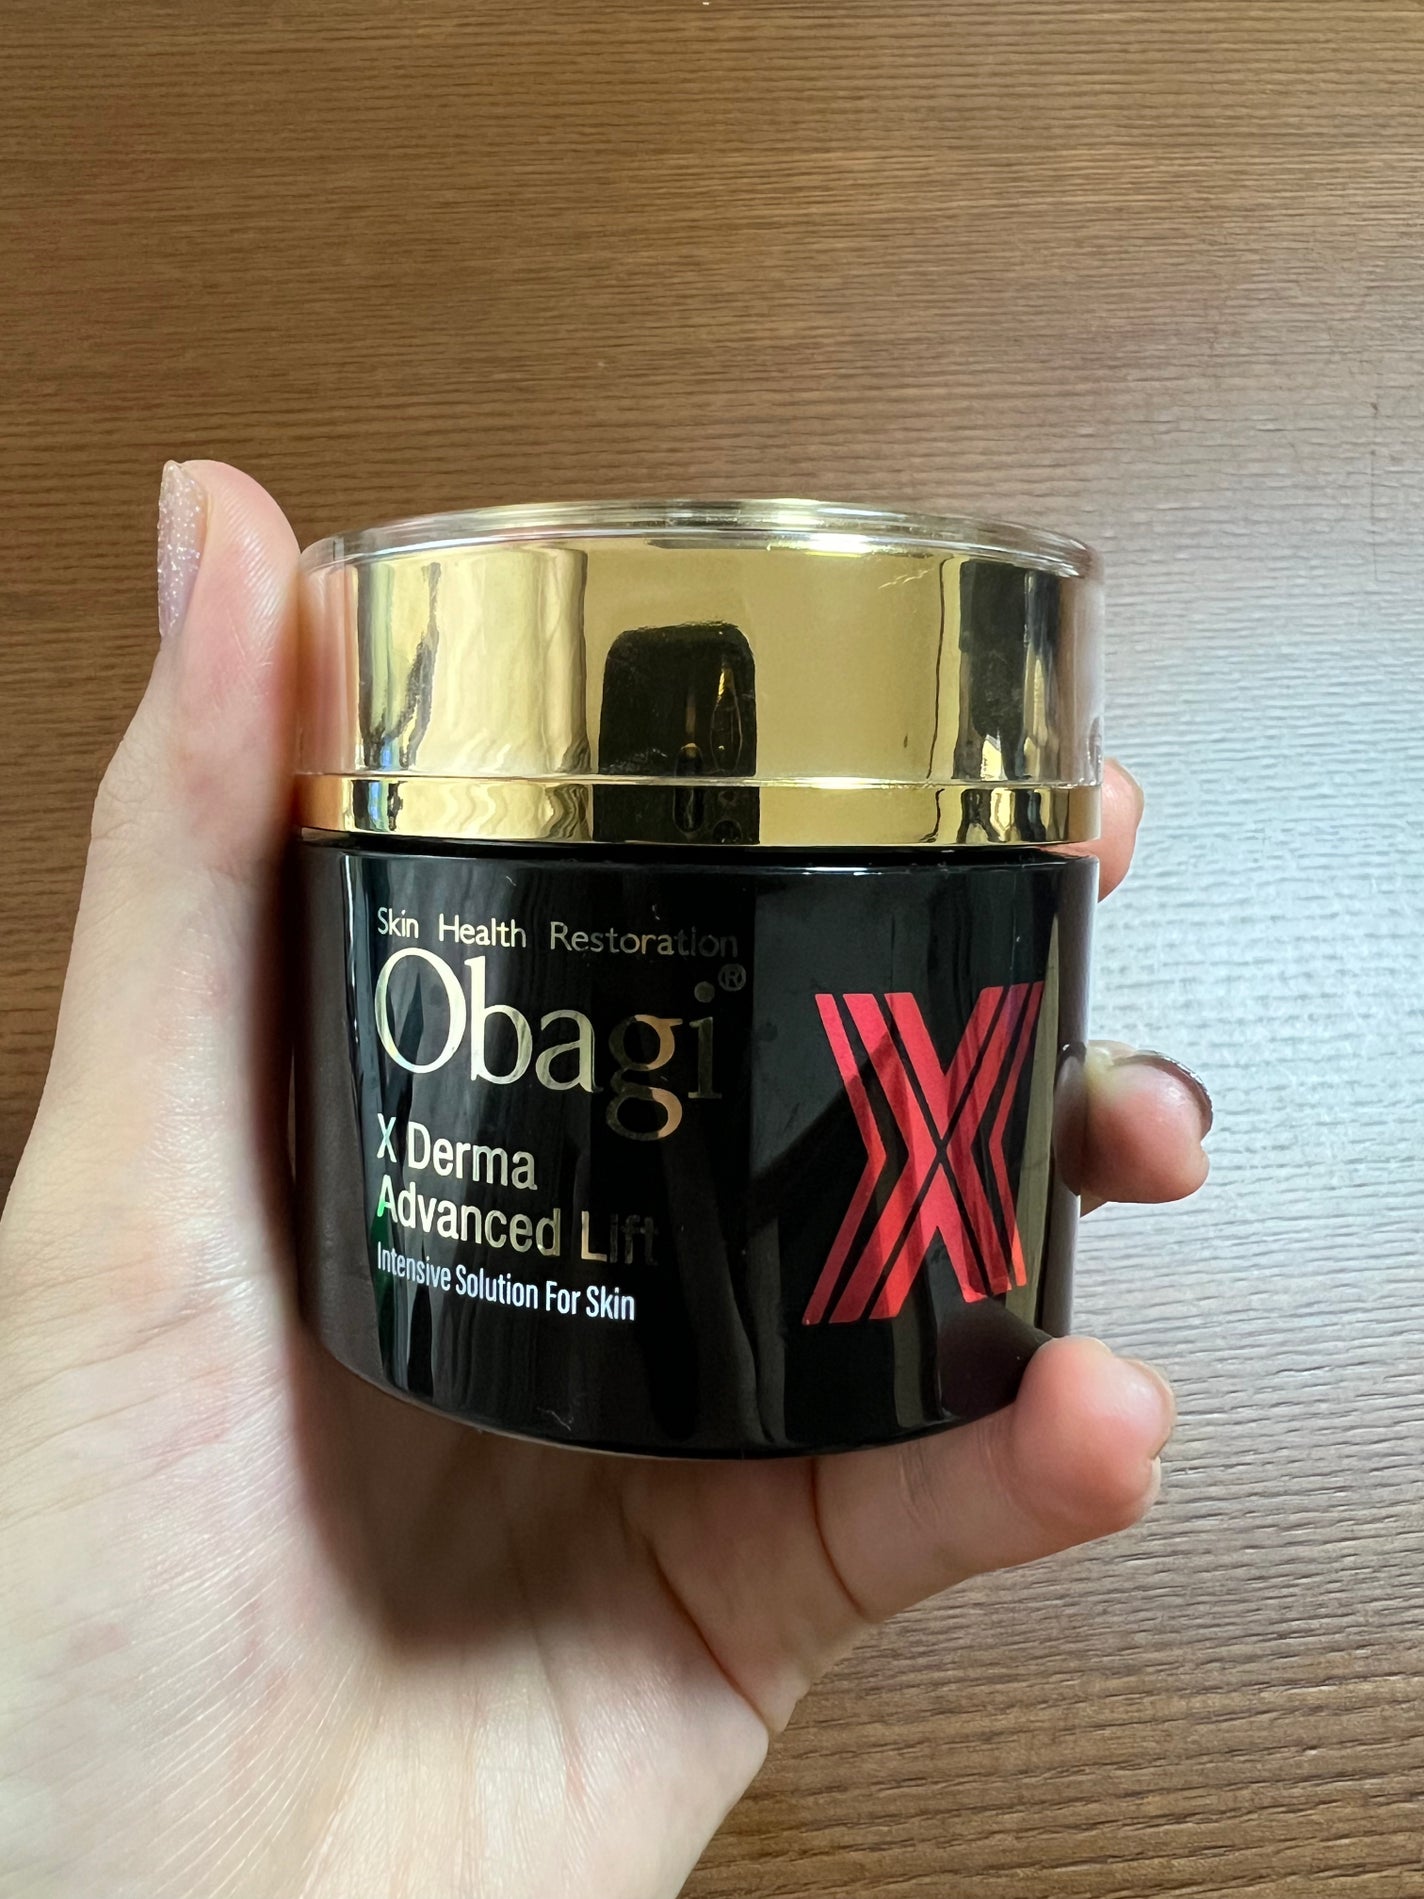 Skin Health Restoration
Obagi®
X Derma
Advanced Lift
Intensive Solution For Skin
X